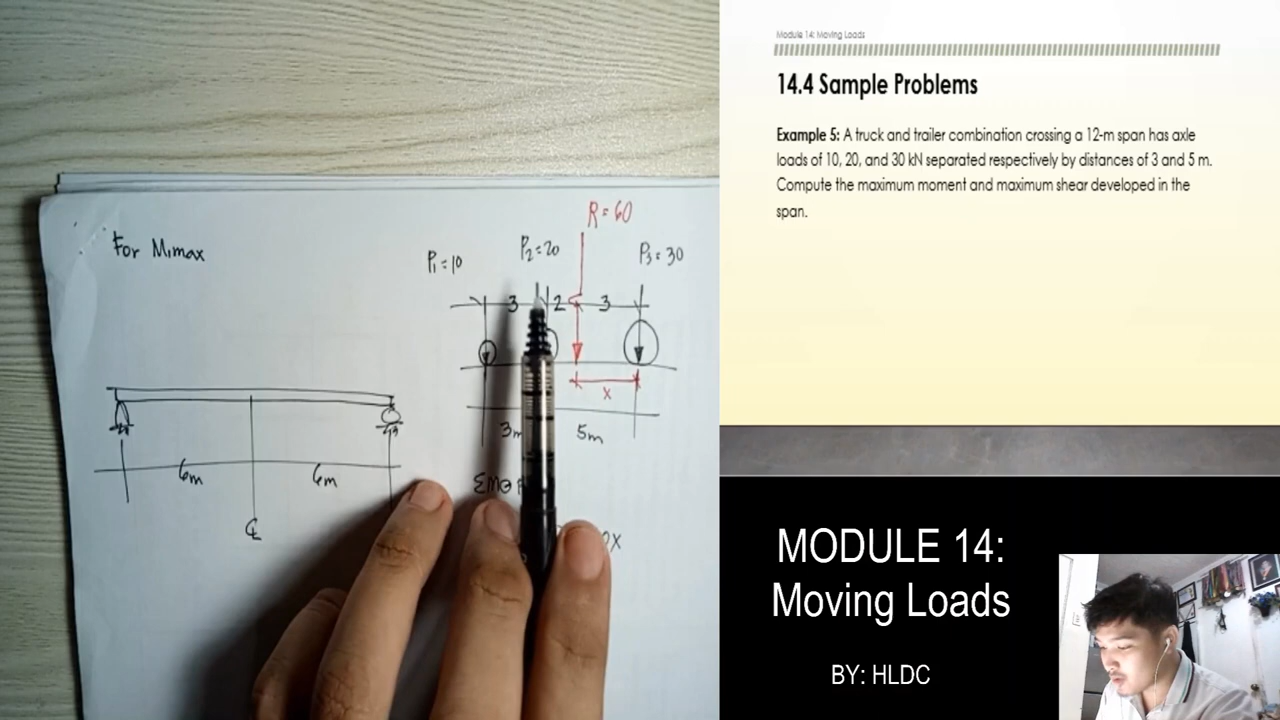 For M₁max
P₁ = 10
P₂ = 20
R = 60
P₃ = 30
3
2
3
x
3m
5m
6m
6m
℄
ΣM@
Module 14: Moving Loads
14.4 Sample Problems
Example 5: A truck and trailer combination crossing a 12-m span has axle
loads of 10, 20, and 30 kN separated respectively by distances of 3 and 5 m.
Compute the maximum moment and maximum shear developed in the
span.
MODULE 14:
Moving Loads
BY: HLDC